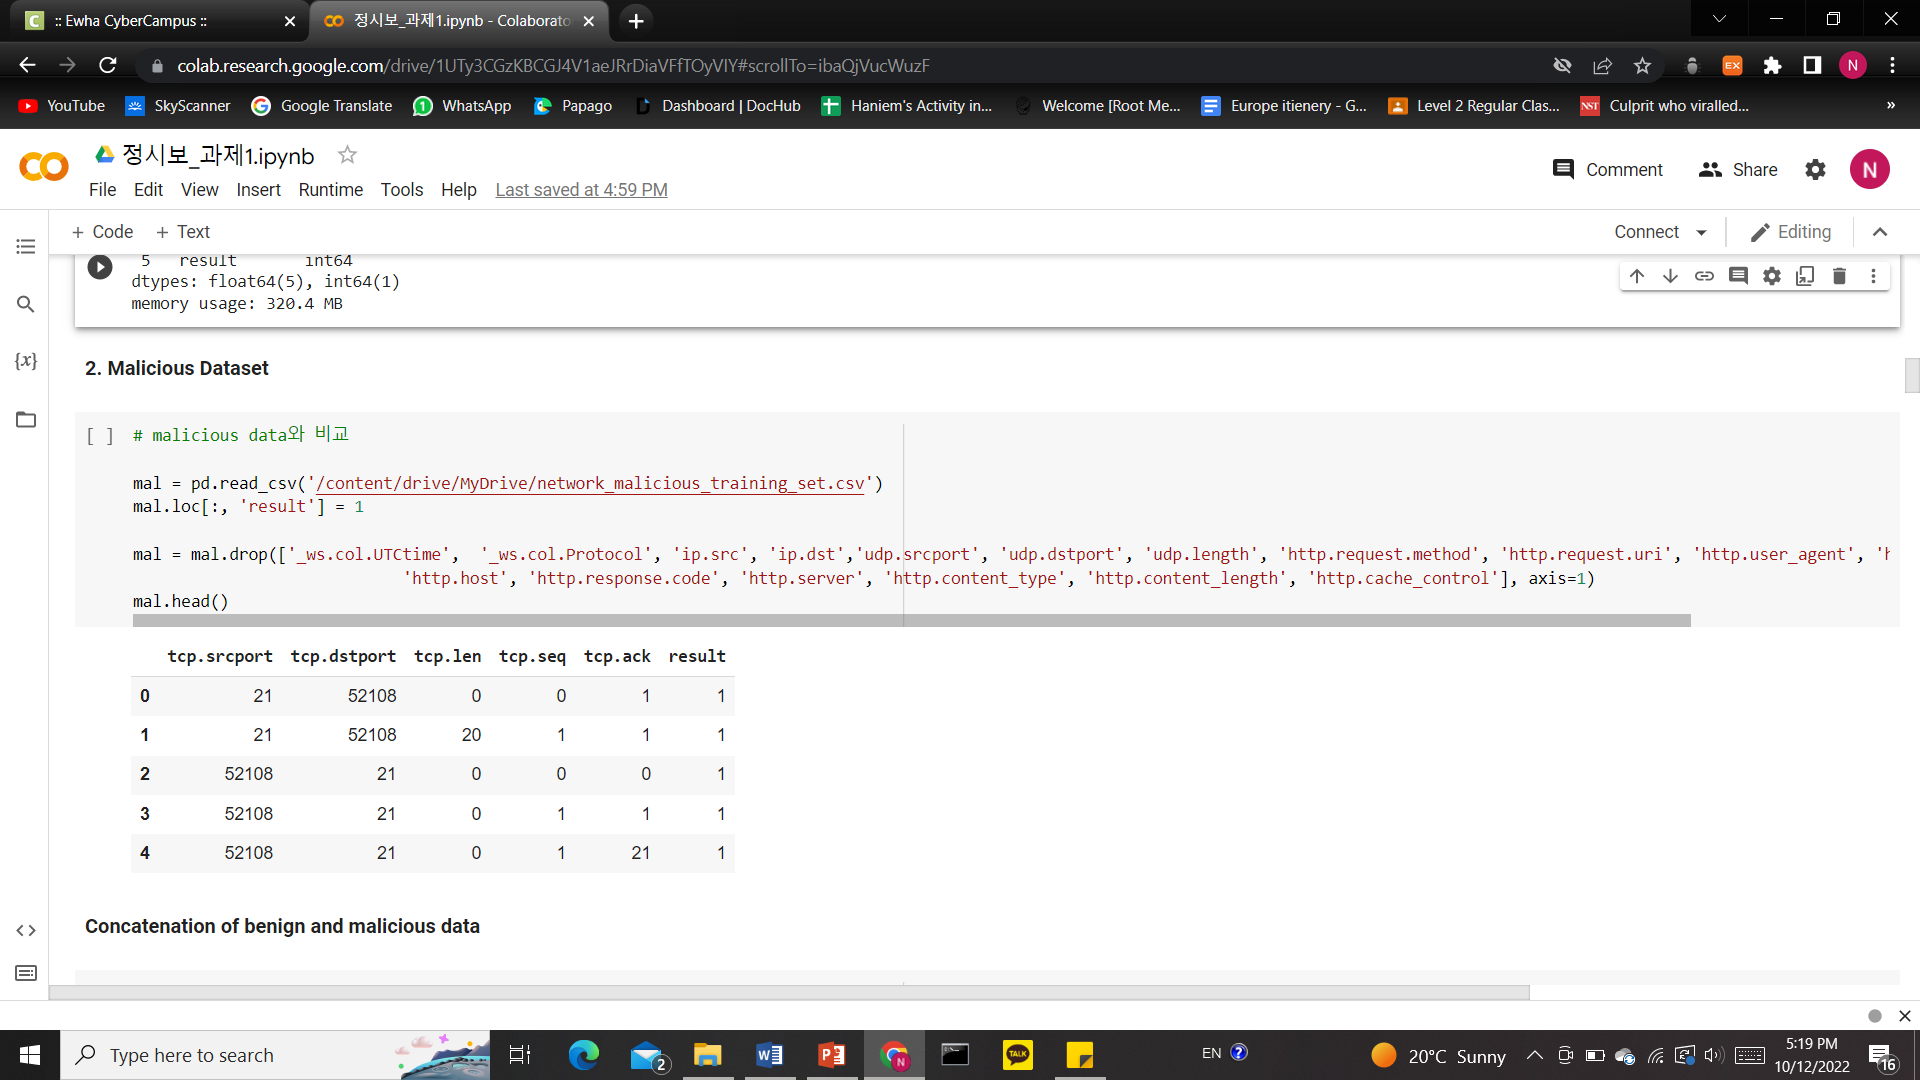 :: Ewha CyberCampus ::
정시보_과제1.ipynb - Colaborato
colab.research.google.com/drive/1UTy3CGzKBCGJ4V1aeJRrDiaVFfTOyVIY#scrollTo=ibaQjVucWuzF
EX
N
YouTube
SkyScanner
Google Translate
WhatsApp
Papago
Dashboard | DocHub
Haniem's Activity in...
Welcome [Root Me...
Europe itienery - G...
Level 2 Regular Clas...
NST
Culprit who viralled...
»
정시보_과제1.ipynb
File Edit View Insert Runtime Tools Help Last saved at 4:59 PM
Comment
Share
N
+ Code + Text
Connect
Editing
5 result int64
dtypes: float64(5), int64(1)
memory usage: 320.4 MB
{x}
2. Malicious Dataset
[ ] # malicious data와 비교
mal = pd.read_csv('/content/drive/MyDrive/network_malicious_training_set.csv')
mal.loc[:, 'result'] = 1
mal = mal.drop(['_ws.col.UTCtime', '_ws.col.Protocol', 'ip.src', 'ip.dst','udp.srcport', 'udp.dstport', 'udp.length', 'http.request.method', 'http.request.uri', 'http.user_agent', 'h
'http.host', 'http.response.code', 'http.server', 'http.content_type', 'http.content_length', 'http.cache_control'], axis=1)
mal.head()
tcp.srcport tcp.dstport tcp.len tcp.seq tcp.ack result
0 21 52108 0 0 1 1
1 21 52108 20 1 1 1
2 52108 21 0 0 0 1
3 52108 21 0 1 1 1
4 52108 21 0 1 21 1
Concatenation of benign and malicious data
Type here to search
2
W
P
N
TALK
EN
20°C Sunny
5:19 PM
10/12/2022
16